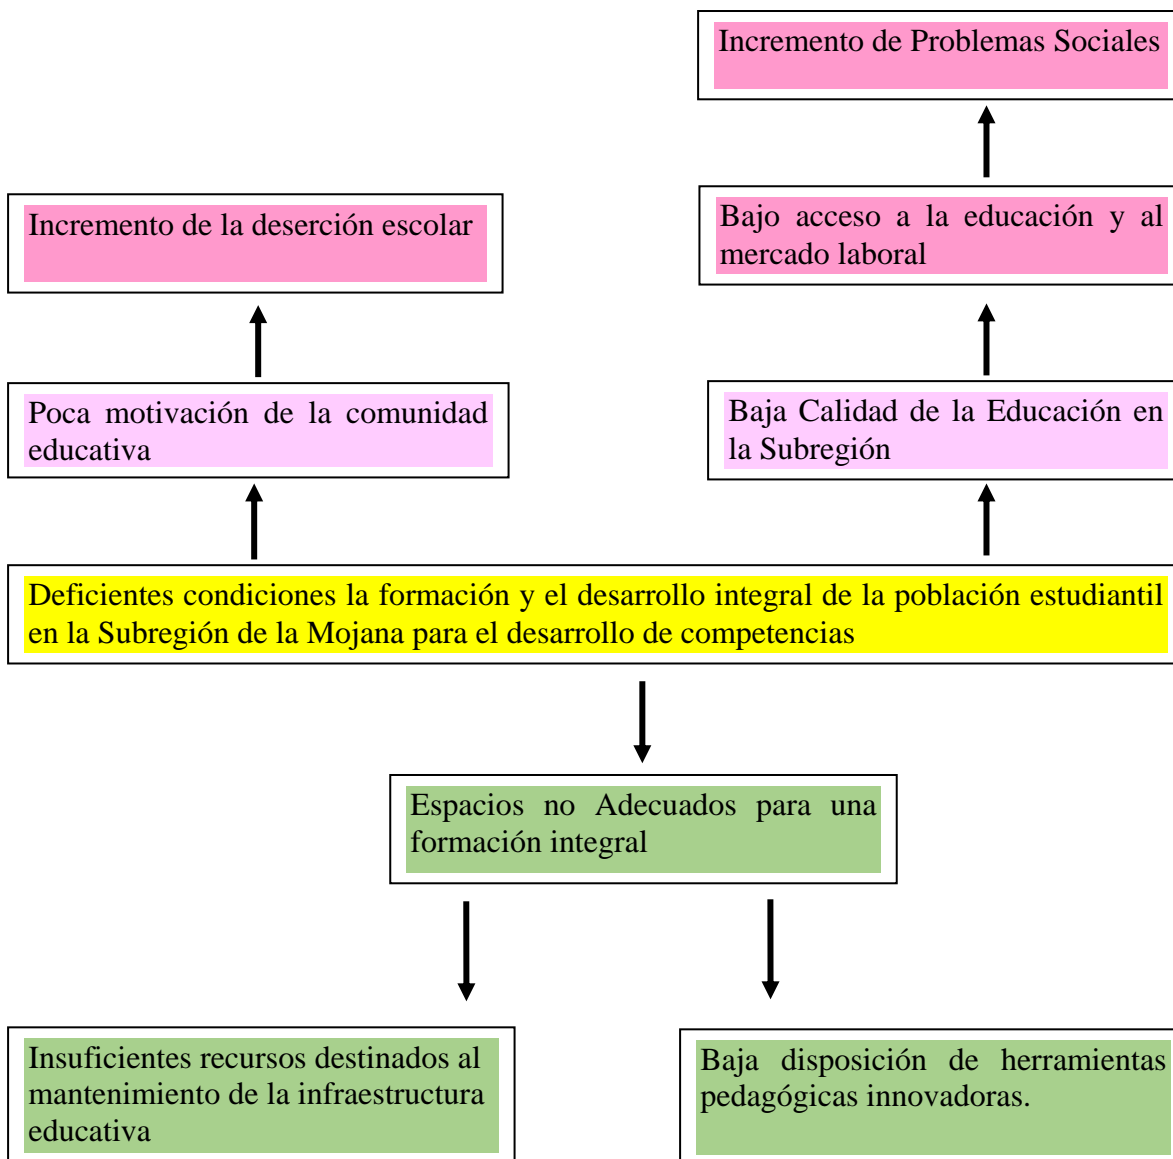 Incremento de Problemas Sociales
Incremento de la deserción escolar
Bajo acceso a la educación y al
mercado laboral
Poca motivación de la comunidad
educativa
Baja Calidad de la Educación en
la Subregión
Deficientes condiciones la formación y el desarrollo integral de la población estudiantil
en la Subregión de la Mojana para el desarrollo de competencias
Espacios no Adecuados para una
formación integral
Insuficientes recursos destinados al
mantenimiento de la infraestructura
educativa
Baja disposición de herramientas
pedagógicas innovadoras.